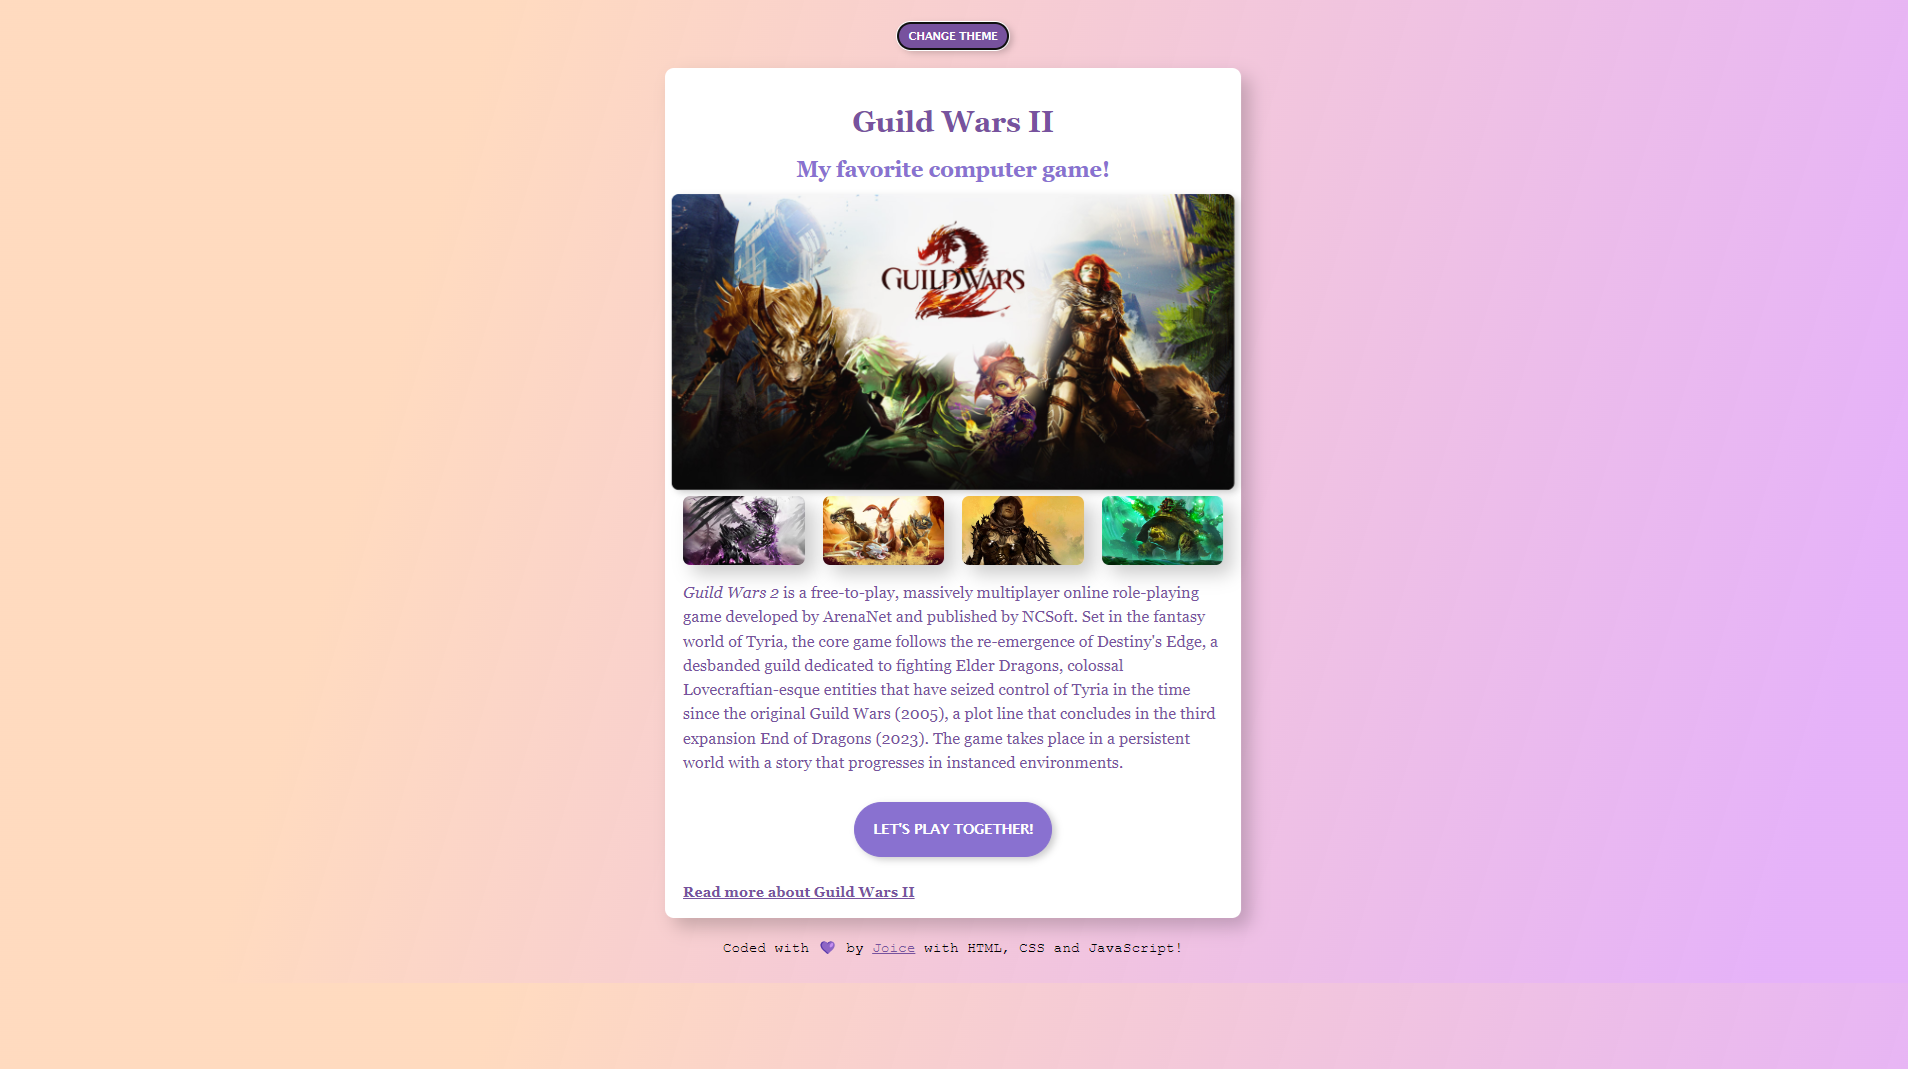 CHANGE THEME
Guild Wars II
My favorite computer game!
GUILD WARS
2
Guild Wars 2 is a free-to-play, massively multiplayer online role-playing
game developed by ArenaNet and published by NCSoft. Set in the fantasy
world of Tyria, the core game follows the re-emergence of Destiny's Edge, a
desbanded guild dedicated to fighting Elder Dragons, colossal
Lovecraftian-esque entities that have seized control of Tyria in the time
since the original Guild Wars (2005), a plot line that concludes in the third
expansion End of Dragons (2023). The game takes place in a persistent
world with a story that progresses in instanced environments.
LET'S PLAY TOGETHER!
Read more about Guild Wars II
Coded with 💜 by Joice with HTML, CSS and JavaScript!